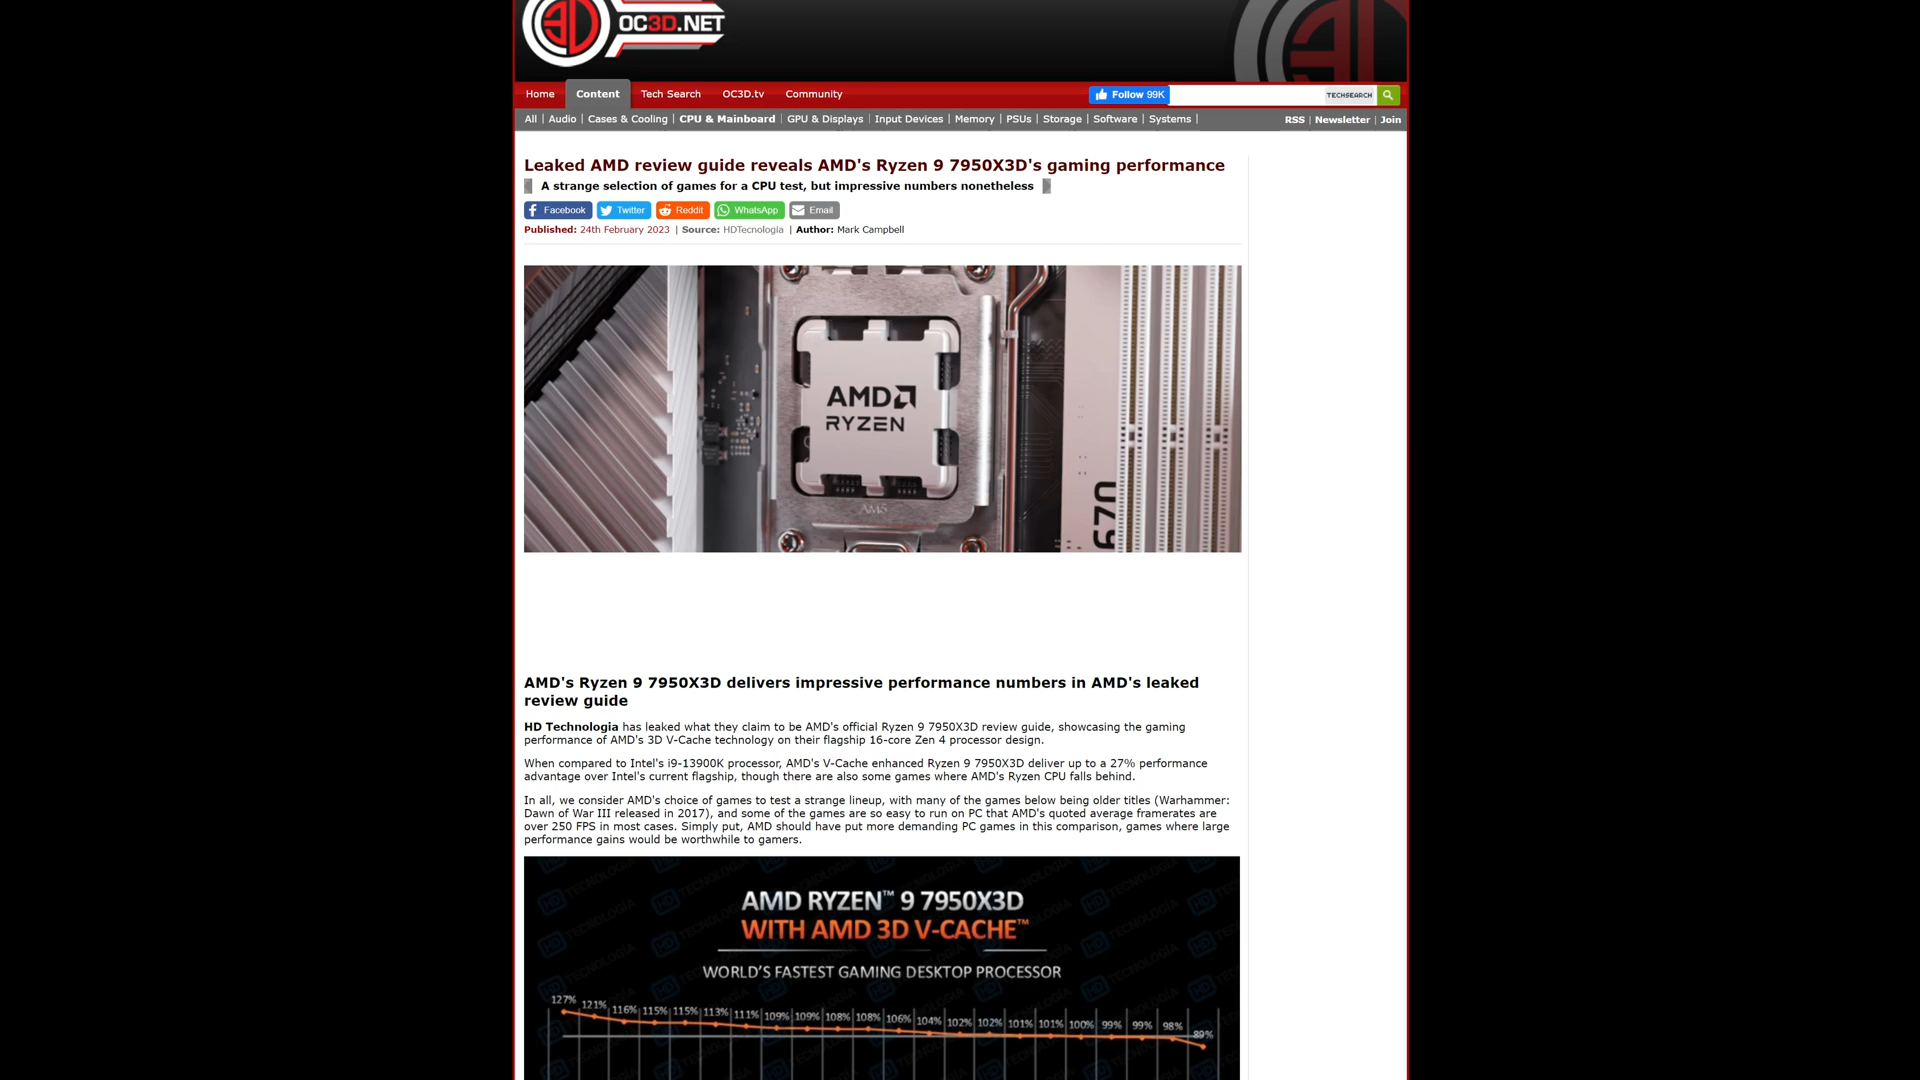 OC3D.NET
Home
Content
Tech Search
OC3D.tv
Community
Follow 99K
TECHSEARCH
All | Audio | Cases & Cooling | CPU & Mainboard | GPU & Displays | Input Devices | Memory | PSUs | Storage | Software | Systems |
RSS | Newsletter | Join
Leaked AMD review guide reveals AMD's Ryzen 9 7950X3D's gaming performance
A strange selection of games for a CPU test, but impressive numbers nonetheless
Facebook
Twitter
Reddit
WhatsApp
Email
Published: 24th February 2023 | Source: HDTecnologia | Author: Mark Campbell
AMD
RYZEN
AM5
670
AMD's Ryzen 9 7950X3D delivers impressive performance numbers in AMD's leaked
review guide
HD Technologia has leaked what they claim to be AMD's official Ryzen 9 7950X3D review guide, showcasing the gaming
performance of AMD's 3D V-Cache technology on their flagship 16-core Zen 4 processor design.
When compared to Intel's i9-13900K processor, AMD's V-Cache enhanced Ryzen 9 7950X3D deliver up to a 27% performance
advantage over Intel's current flagship, though there are also some games where AMD's Ryzen CPU falls behind.
In all, we consider AMD's choice of games to test a strange lineup, with many of the games below being older titles (Warhammer:
Dawn of War III released in 2017), and some of the games are so easy to run on PC that AMD's quoted average framerates are
over 250 FPS in most cases. Simply put, AMD should have put more demanding PC games in this comparison, games where large
performance gains would be worthwhile to gamers.
AMD RYZEN™ 9 7950X3D
WITH AMD 3D V-CACHE™
WORLD'S FASTEST GAMING DESKTOP PROCESSOR
127% 121% 116% 115% 115% 113% 111% 109% 109% 108% 108% 106% 104% 102% 102% 101% 101% 100% 99% 99% 98% 89%